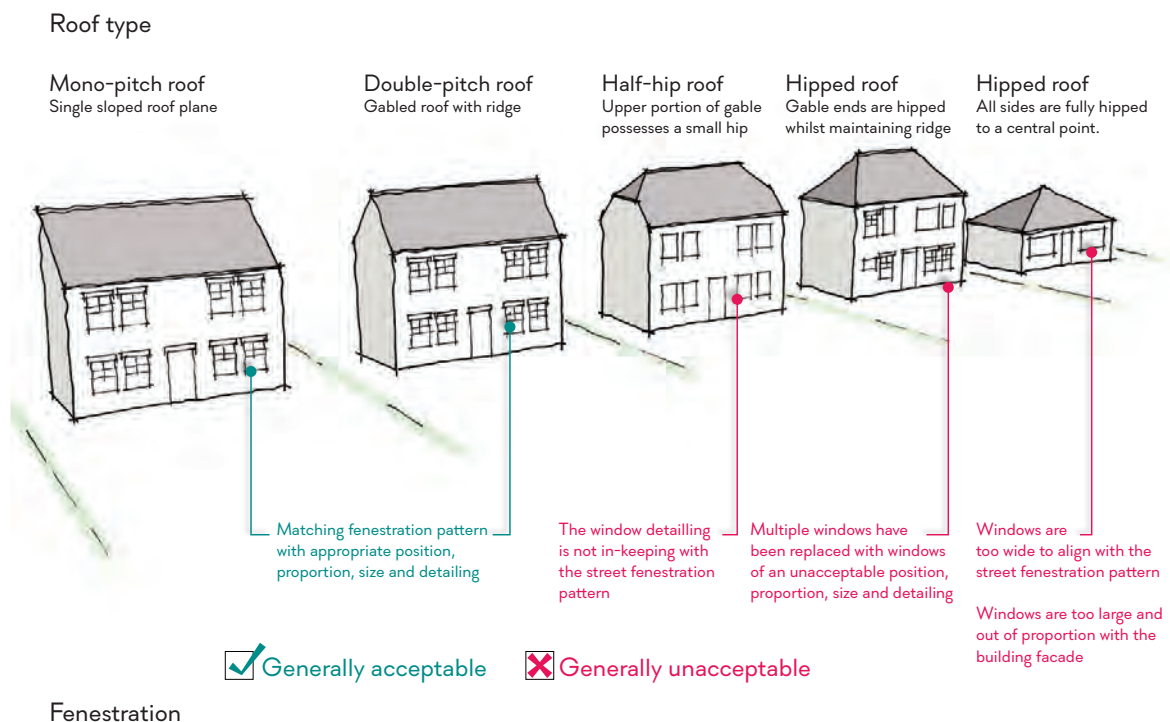 Roof type
Mono-pitch roof
Single sloped roof plane
Double-pitch roof
Gabled roof with ridge
Half-hip roof
Upper portion of gable
possesses a small hip
Hipped roof
Gable ends are hipped
whilst maintaining ridge
Hipped roof
All sides are fully hipped
to a central point.
Matching fenestration pattern
with appropriate position,
proportion, size and detailing
The window detailling
is not in-keeping with
the street fenestration
pattern
Multiple windows have
been replaced with windows
of an unacceptable position,
proportion, size and detailing
Windows are
too wide to align with the
street fenestration pattern
Windows are too large and
out of proportion with the
building facade
Generally acceptable
Generally unacceptable
Fenestration